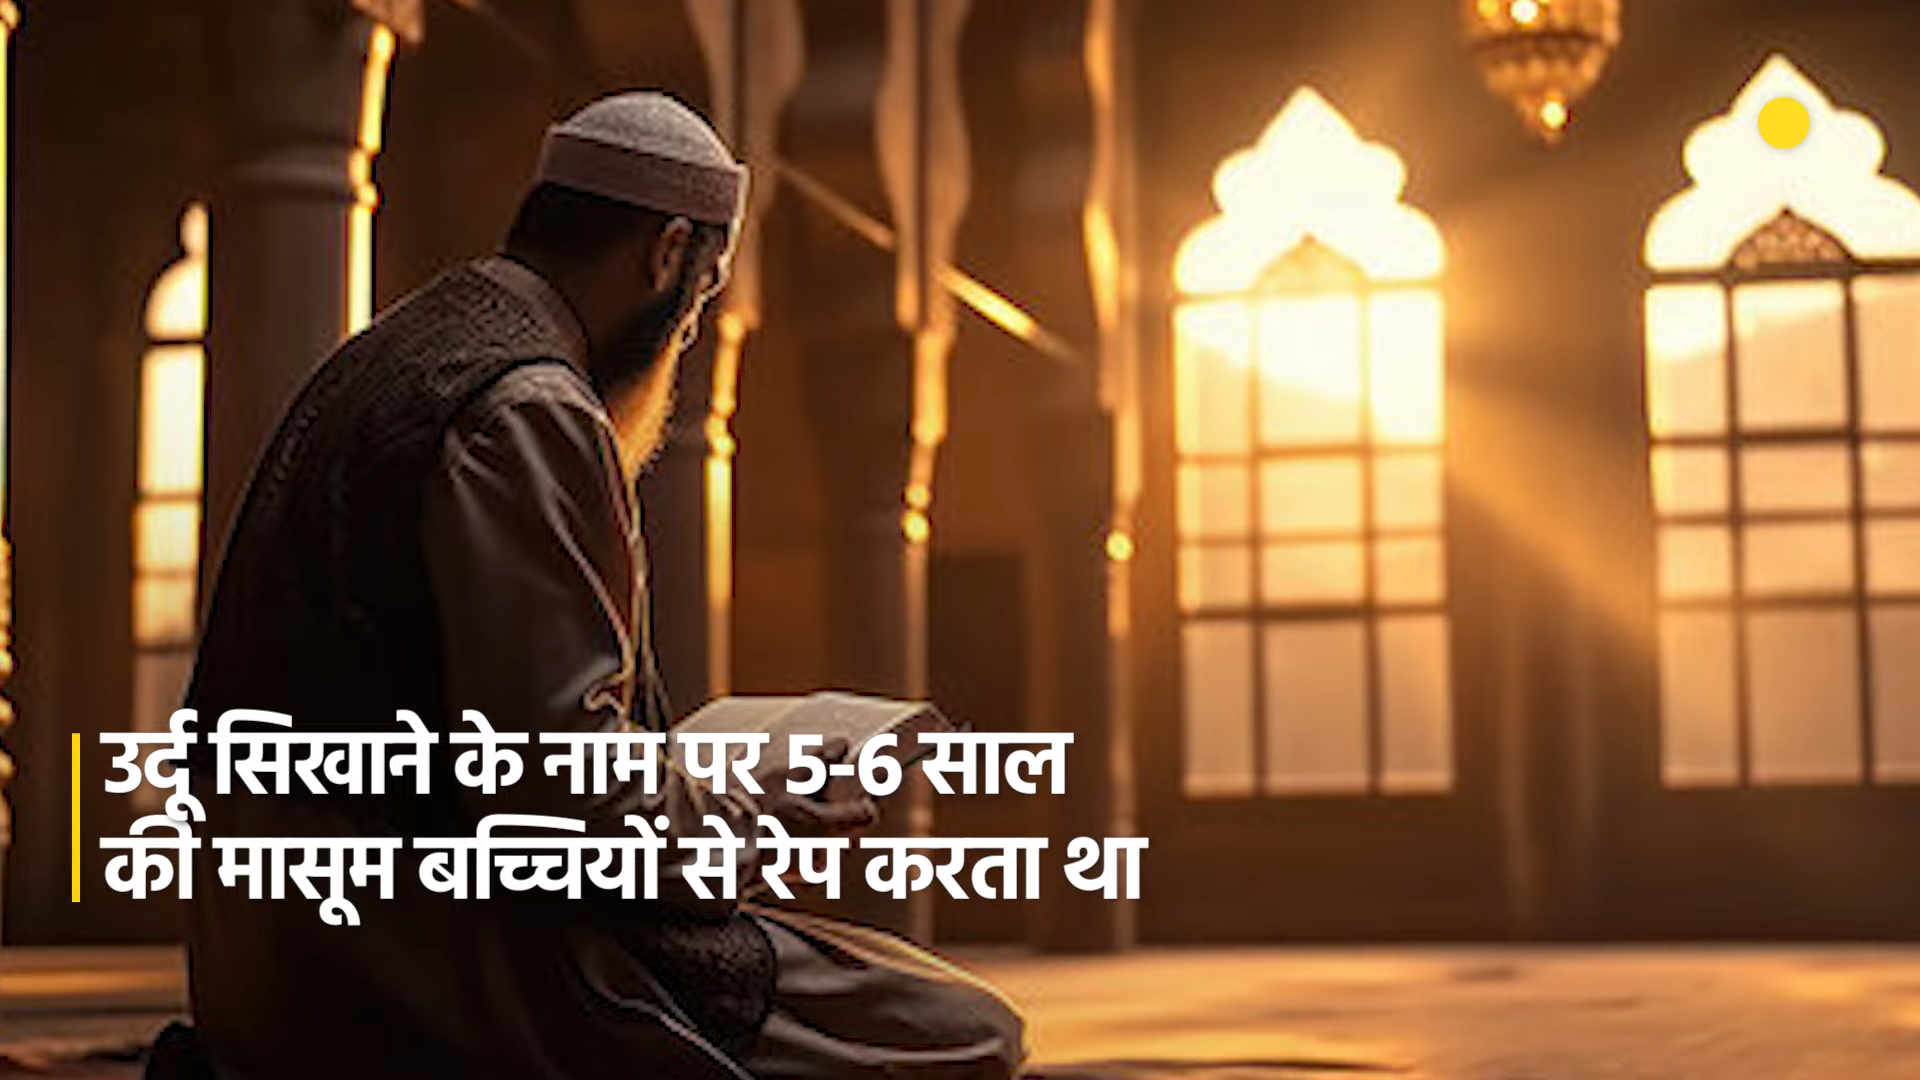 उर्दू सिखाने के नाम पर 5-6 साल
की मासूम बच्चियों से रेप करता था